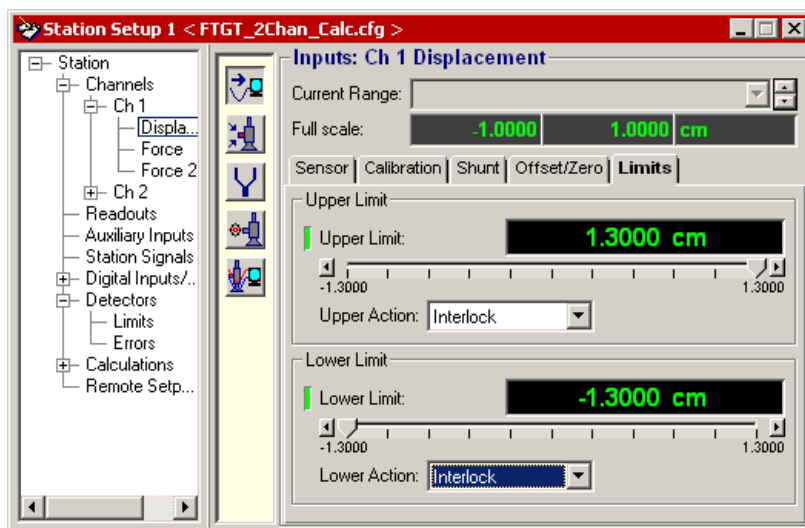 Station Setup 1 < FTGT_2Chan_Calc.cfg >
Station
Channels
Ch 1
Displa...
Force
Force 2
Ch 2
Readouts
Auxiliary Inputs
Station Signals
Digital Inputs/..
Detectors
Limits
Errors
Calculations
Remote Setp...
Inputs: Ch 1 Displacement
Current Range:
Full scale: -1.0000 1.0000 cm
Sensor Calibration Shunt Offset/Zero Limits
Upper Limit
Upper Limit: 1.3000 cm
-1.3000 1.3000
Upper Action: Interlock
Lower Limit
Lower Limit: -1.3000 cm
-1.3000 1.3000
Lower Action: Interlock